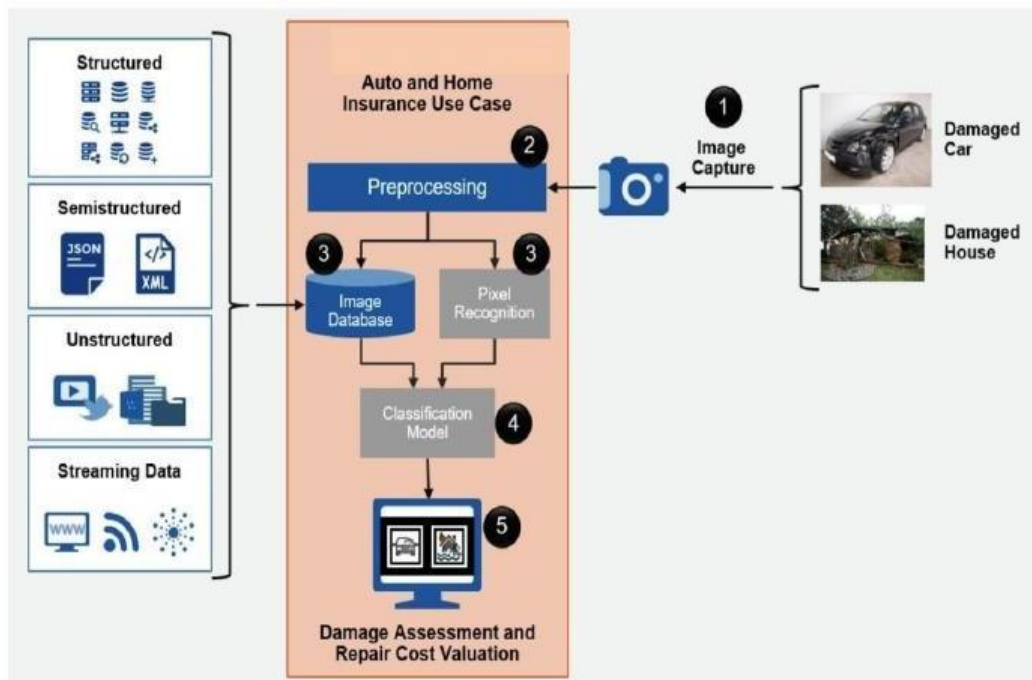 Structured
Semistructured
JSON
</>
XML
Unstructured
Streaming Data
WWW
Auto and Home
Insurance Use Case
2
Preprocessing
3
Image
Database
3
Pixel
Recognition
Classification
Model
4
5
Damage Assessment and
Repair Cost Valuation
1
Image
Capture
Damaged
Car
Damaged
House